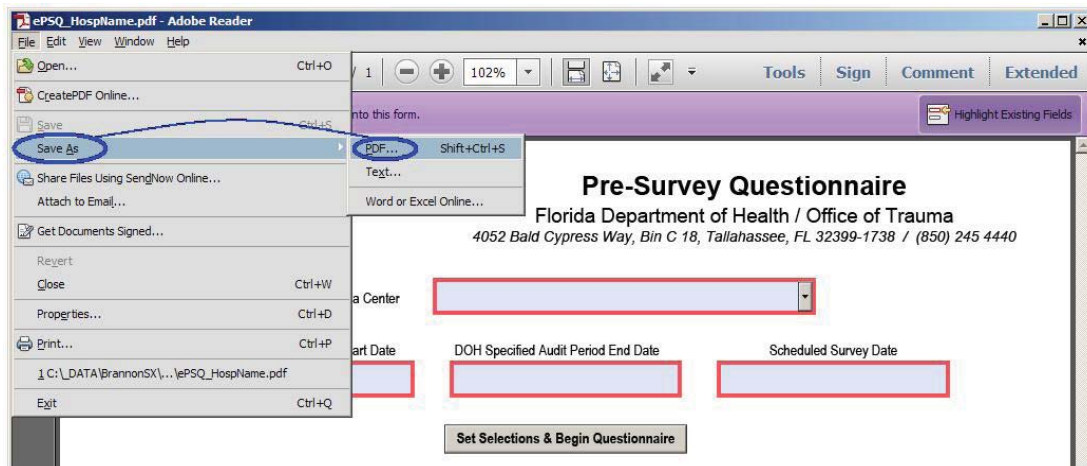 ePSQ_HospName.pdf - Adobe Reader
File Edit View Window Help
Open... Ctrl+O
/ 1 102% Tools Sign Comment Extended
CreatePDF Online...
nto this form. Highlight Existing Fields
Save Ctrl+S
Save As PDF... Shift+Ctrl+S
Text...
Word or Excel Online...
Share Files Using SendNow Online...
Attach to Email...
Get Documents Signed...
Revert
Close Ctrl+W
Properties... Ctrl+D
Print... Ctrl+P
1 C:\_DATA\BrannonSX\...\ePSQ_HospName.pdf
Exit Ctrl+Q
Pre-Survey Questionnaire
Florida Department of Health / Office of Trauma
4052 Bald Cypress Way, Bin C 18, Tallahassee, FL 32399-1738 / (850) 245 4440
a Center
art Date DOH Specified Audit Period End Date Scheduled Survey Date
Set Selections & Begin Questionnaire